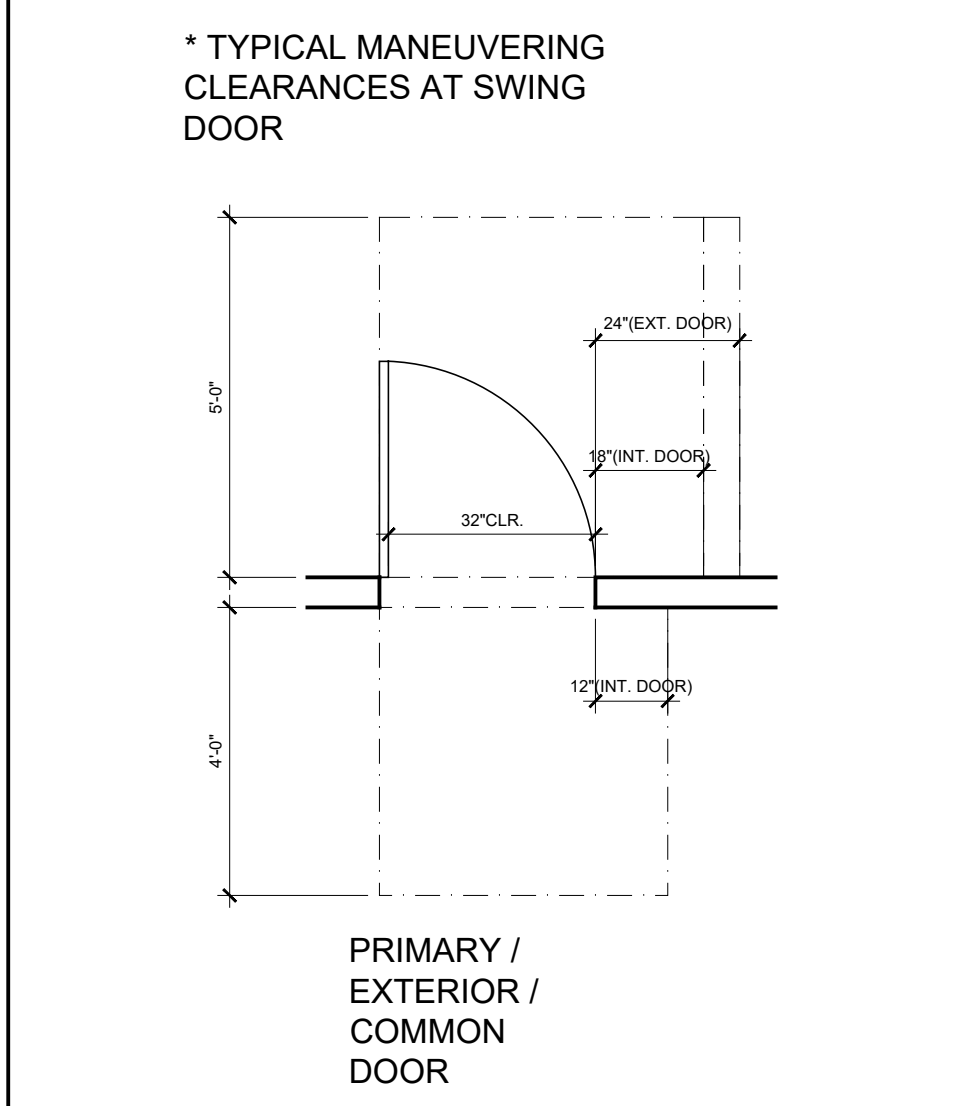 * TYPICAL MANEUVERING
CLEARANCES AT SWING
DOOR
24"(EXT. DOOR)
5'-0"
18"(INT. DOOR)
32"CLR.
12"(INT. DOOR)
4'-0"
PRIMARY /
EXTERIOR /
COMMON
DOOR